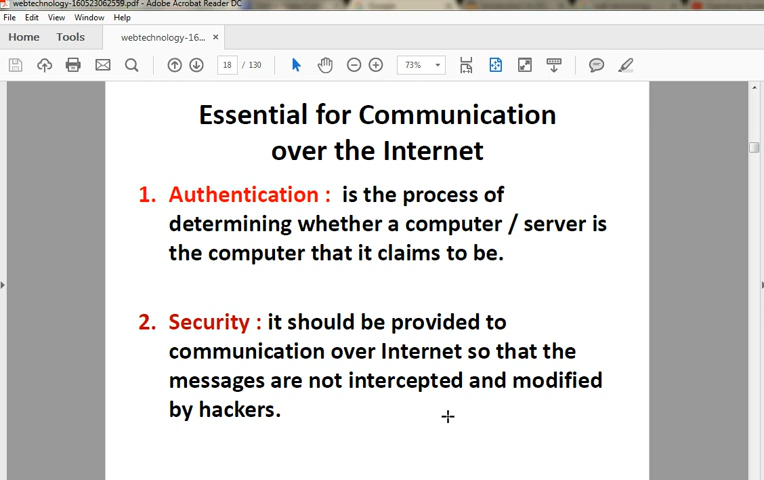 webtechnology-160523062559.pdf - Adobe Acrobat Reader DC
File Edit View Window Help
Home Tools webtechnology-16... ×
18 / 130 73%
Essential for Communication
over the Internet
1. Authentication : is the process of
determining whether a computer / server is
the computer that it claims to be.
2. Security : it should be provided to
communication over Internet so that the
messages are not intercepted and modified
by hackers.